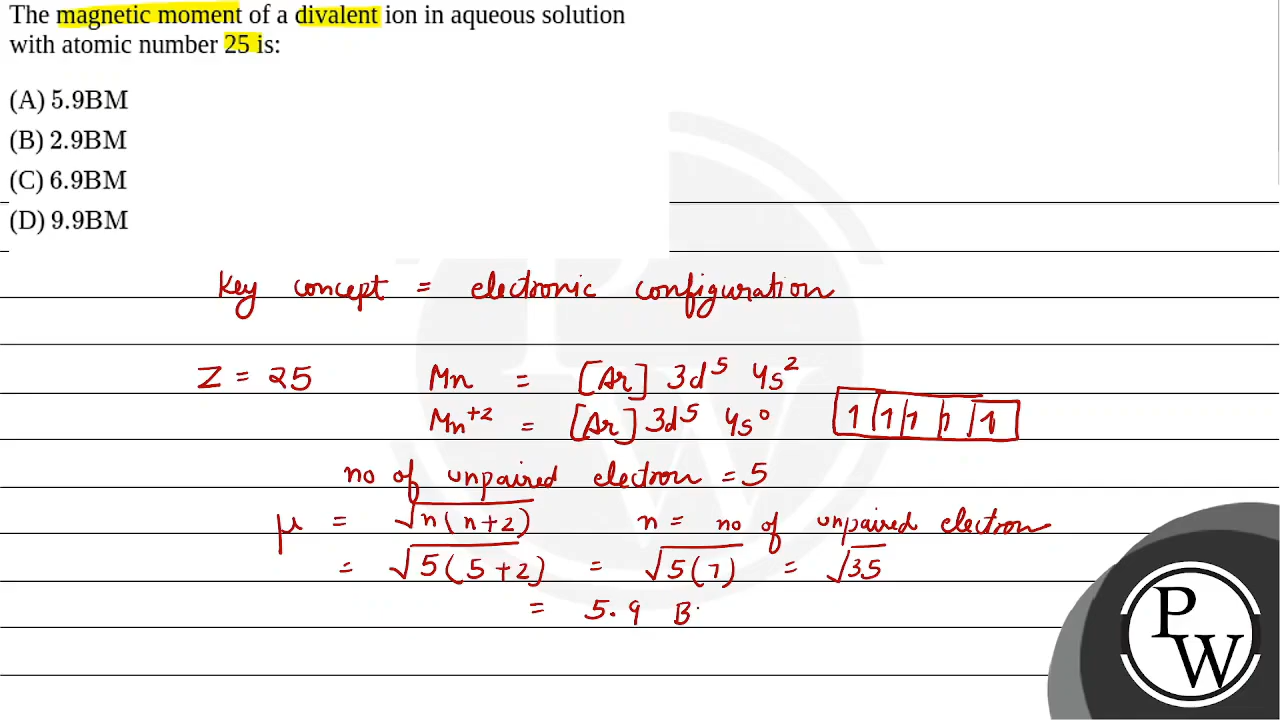 The magnetic moment of a divalent ion in aqueous solution
with atomic number 25 is:
(A) 5.9BM
(B) 2.9BM
(C) 6.9BM
(D) 9.9BM
Key concept = electronic configuration
Z = 25 Mn = [Ar] 3d⁵ 4s²
Mn⁺² = [Ar] 3d⁵ 4s⁰ 1 1 1 1 1
no of unpaired electron = 5
μ = √n(n+2) n = no of unpaired electron
= √5(5+2) = √5(7) = √35
= 5.9 B
P
W